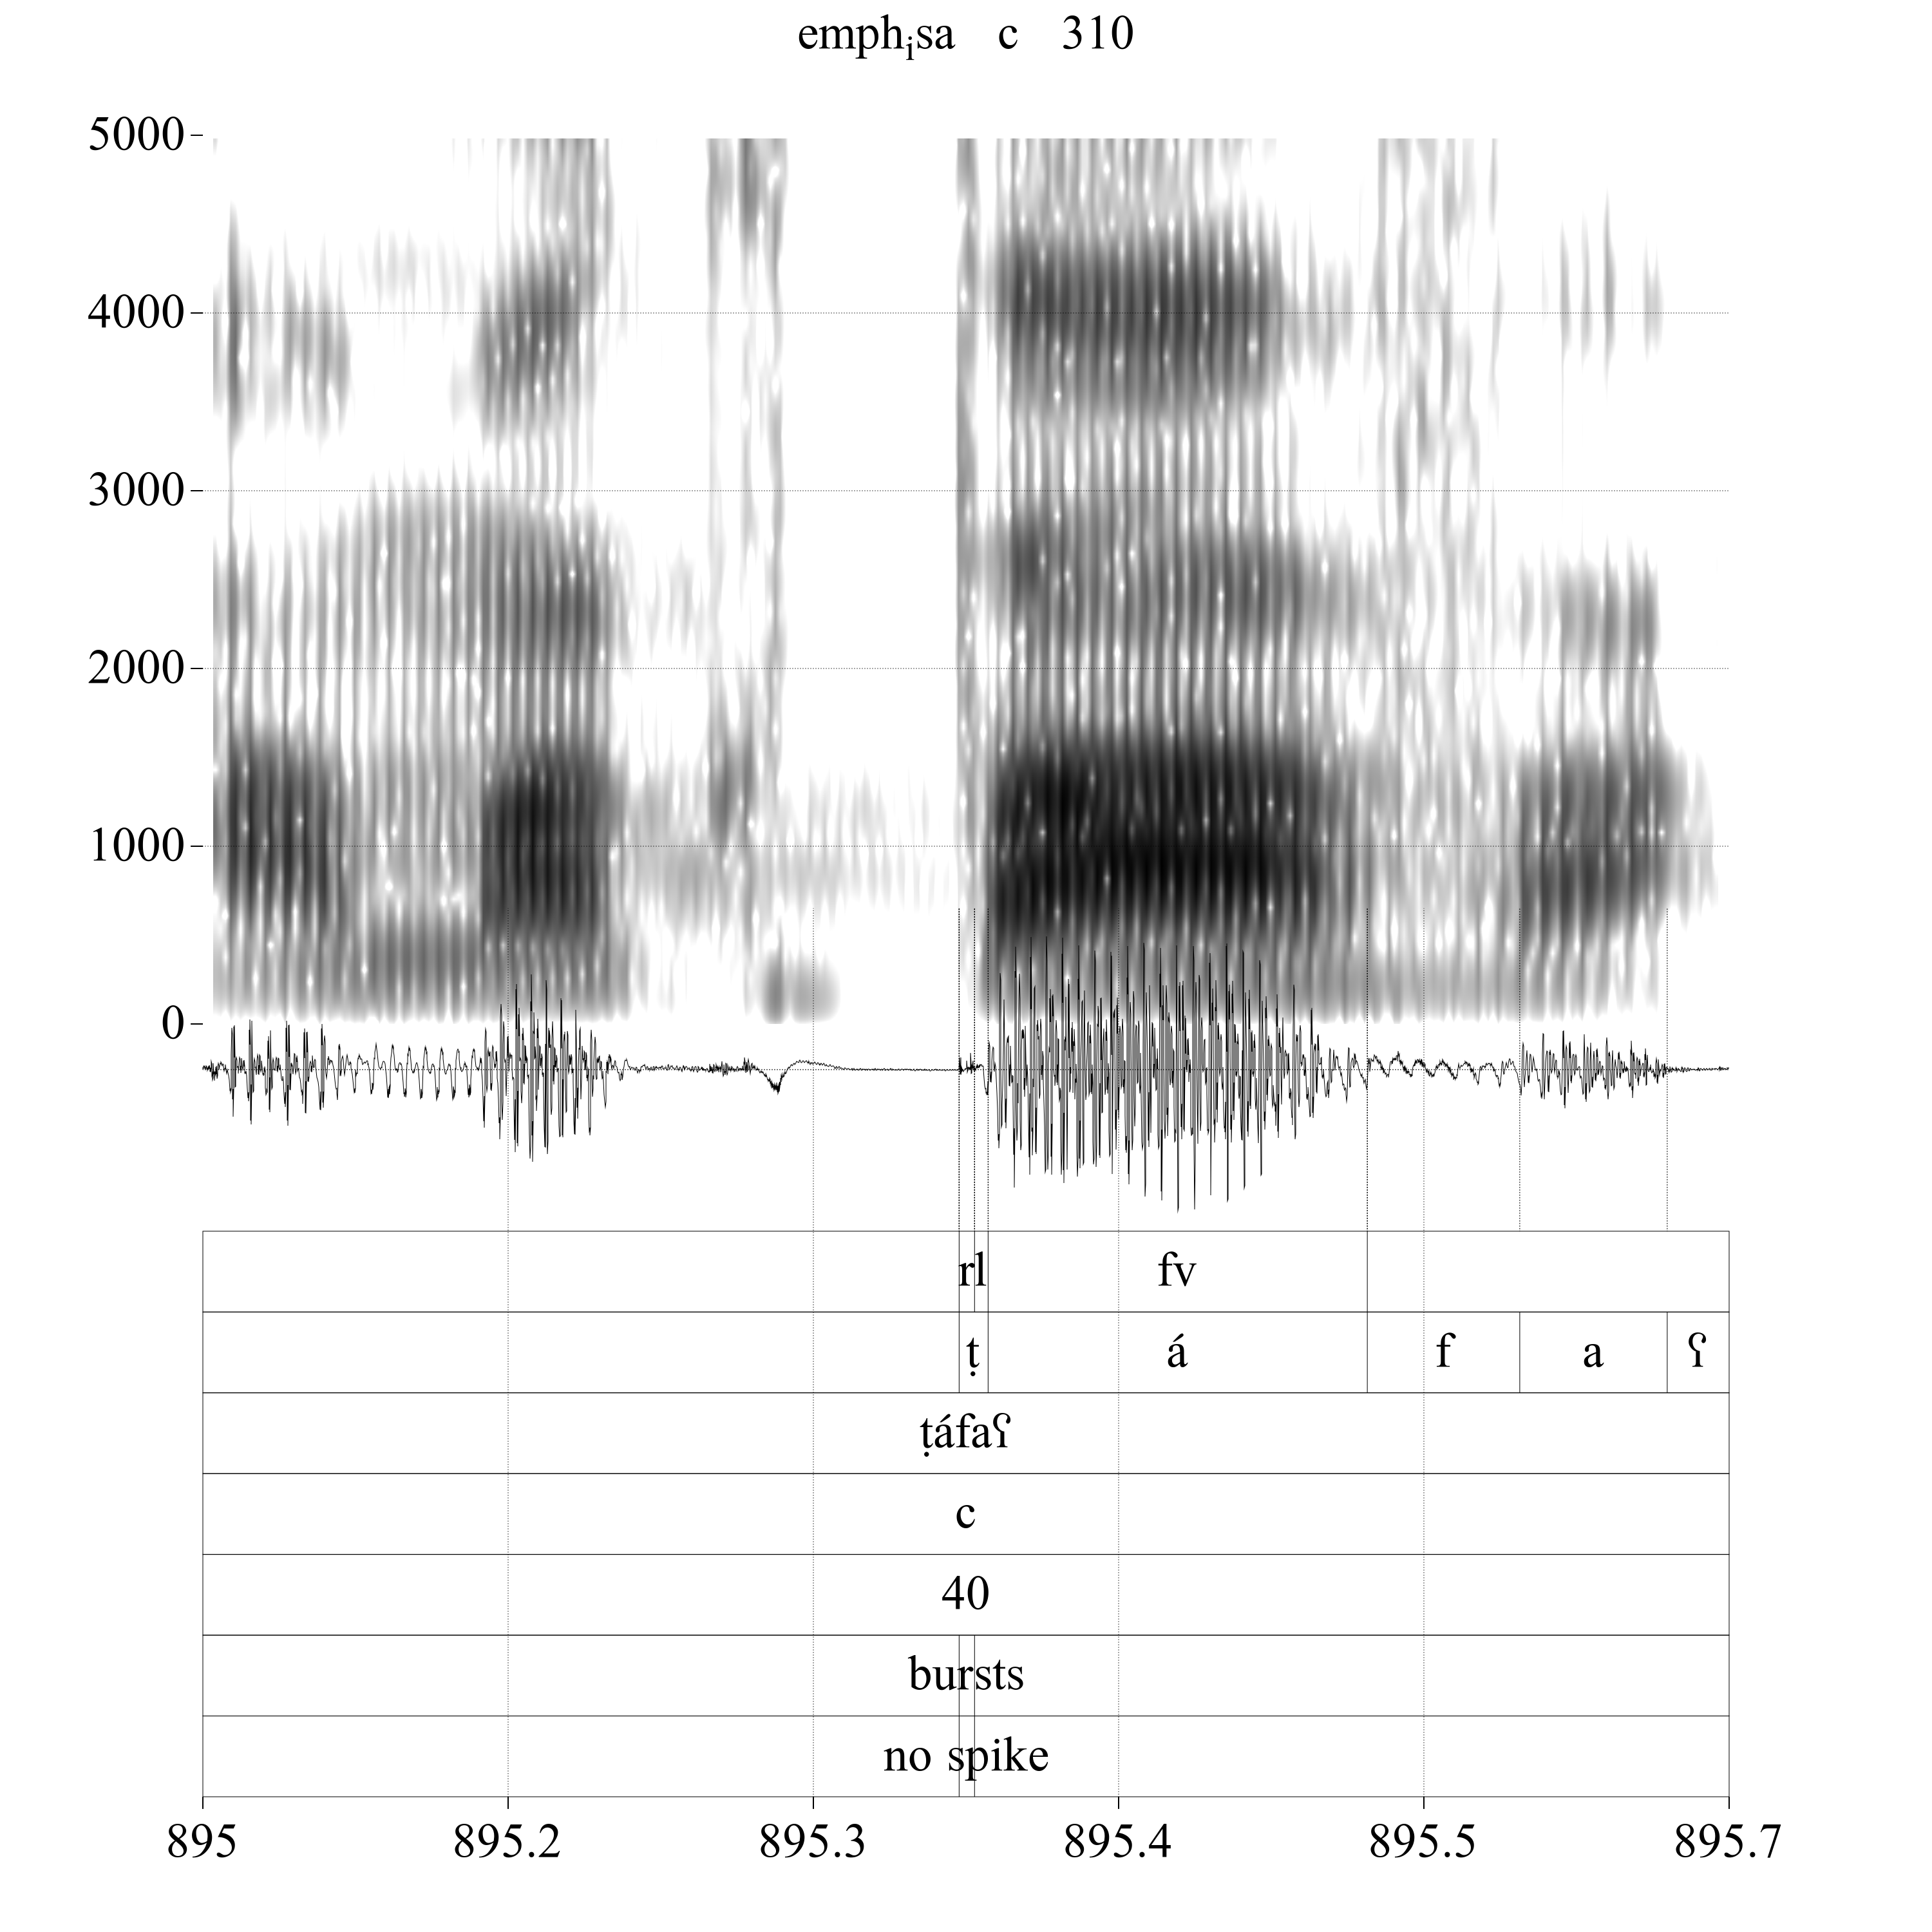 emphᵢsa c 310
5000
4000
3000
2000
1000
0
rl fv
ṭ á f a ʕ
ṭáfaʕ
c
40
bursts
no spike
895 895.2 895.3 895.4 895.5 895.7